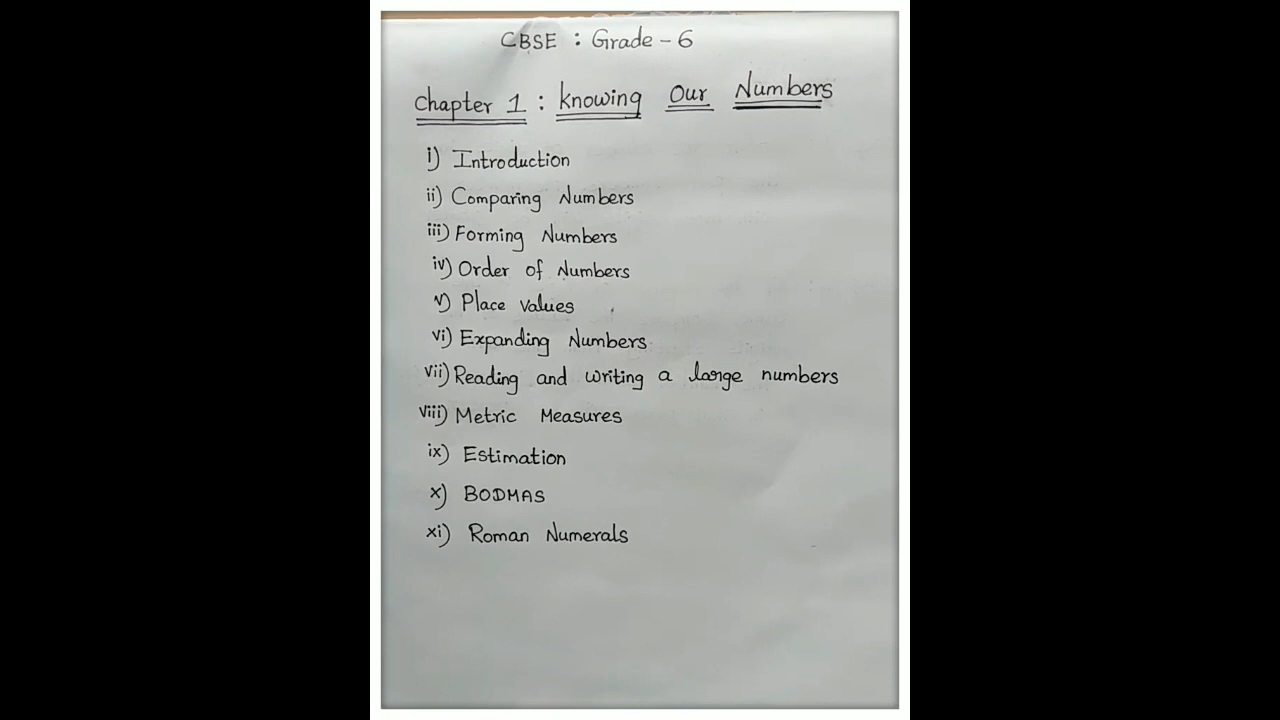 CBSE : Grade - 6
Chapter 1 : Knowing Our Numbers
i) Introduction
ii) Comparing Numbers
iii) Forming Numbers
iv) Order of Numbers
v) Place Values
vi) Expanding Numbers
vii) Reading and writing a large numbers
viii) Metric Measures
ix) Estimation
x) BODMAS
xi) Roman Numerals